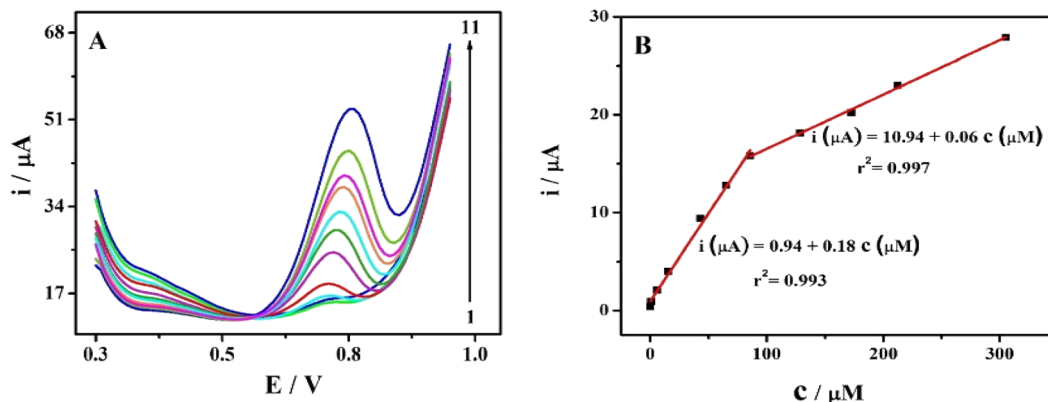 A
68
51
34
17
i / µA
11
1
0.3
0.5
0.8
1.0
E / V
B
30
20
10
0
i / µA
i (µA) = 10.94 + 0.06 c (µM)
r²= 0.997
i (µA) = 0.94 + 0.18 c (µM)
r²= 0.993
0
100
200
300
c / µM